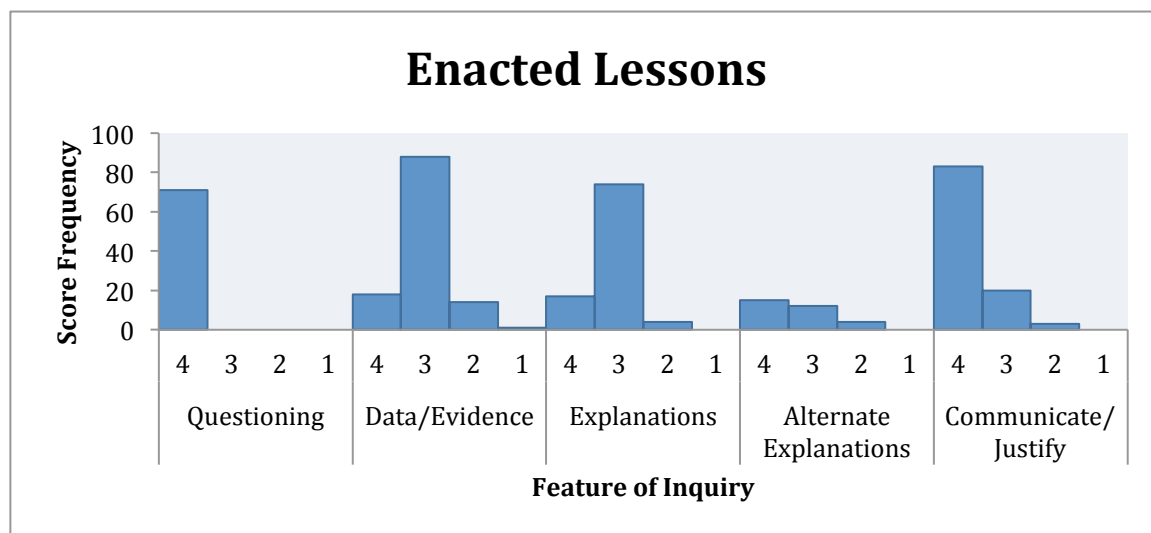 Enacted Lessons
Score Frequency
100
80
60
40
20
0
4 3 2 1 4 3 2 1 4 3 2 1 4 3 2 1 4 3 2 1
Questioning Data/Evidence Explanations Alternate Explanations Communicate/ Justify
Feature of Inquiry